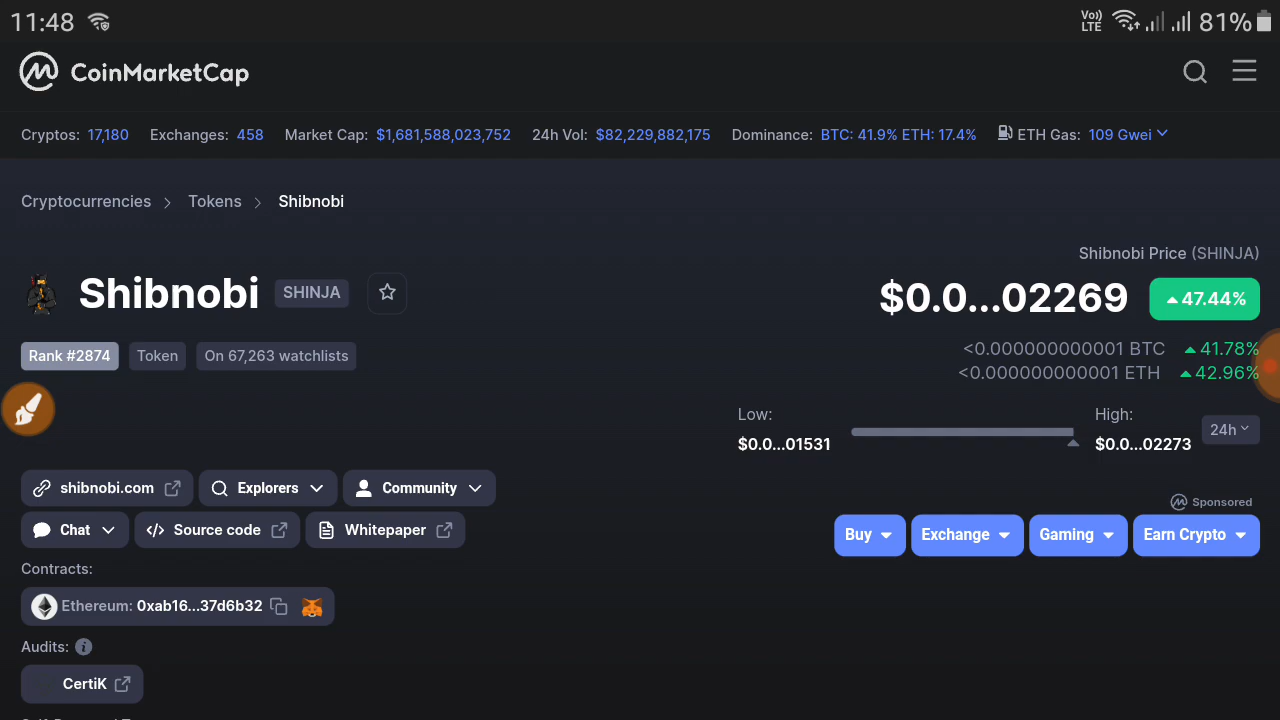 11:48 Vo)) LTE 81%
CoinMarketCap
Cryptos: 17,180 Exchanges: 458 Market Cap: $1,681,588,023,752 24h Vol: $82,229,882,175 Dominance: BTC: 41.9% ETH: 17.4% ETH Gas: 109 Gwei
Cryptocurrencies > Tokens > Shibnobi
Shibnobi Price (SHINJA)
Shibnobi SHINJA $0.0...02269 47.44%
<0.000000000001 BTC 41.78%
Rank #2874 Token On 67,263 watchlists
<0.000000000001 ETH 42.96%
Low: High:
$0.0...01531 $0.0...02273 24h
shibnobi.com Explorers Community
Sponsored
Chat Source code Whitepaper
Buy Exchange Gaming Earn Crypto
Contracts:
Ethereum: 0xab16...37d6b32
Audits:
CertiK